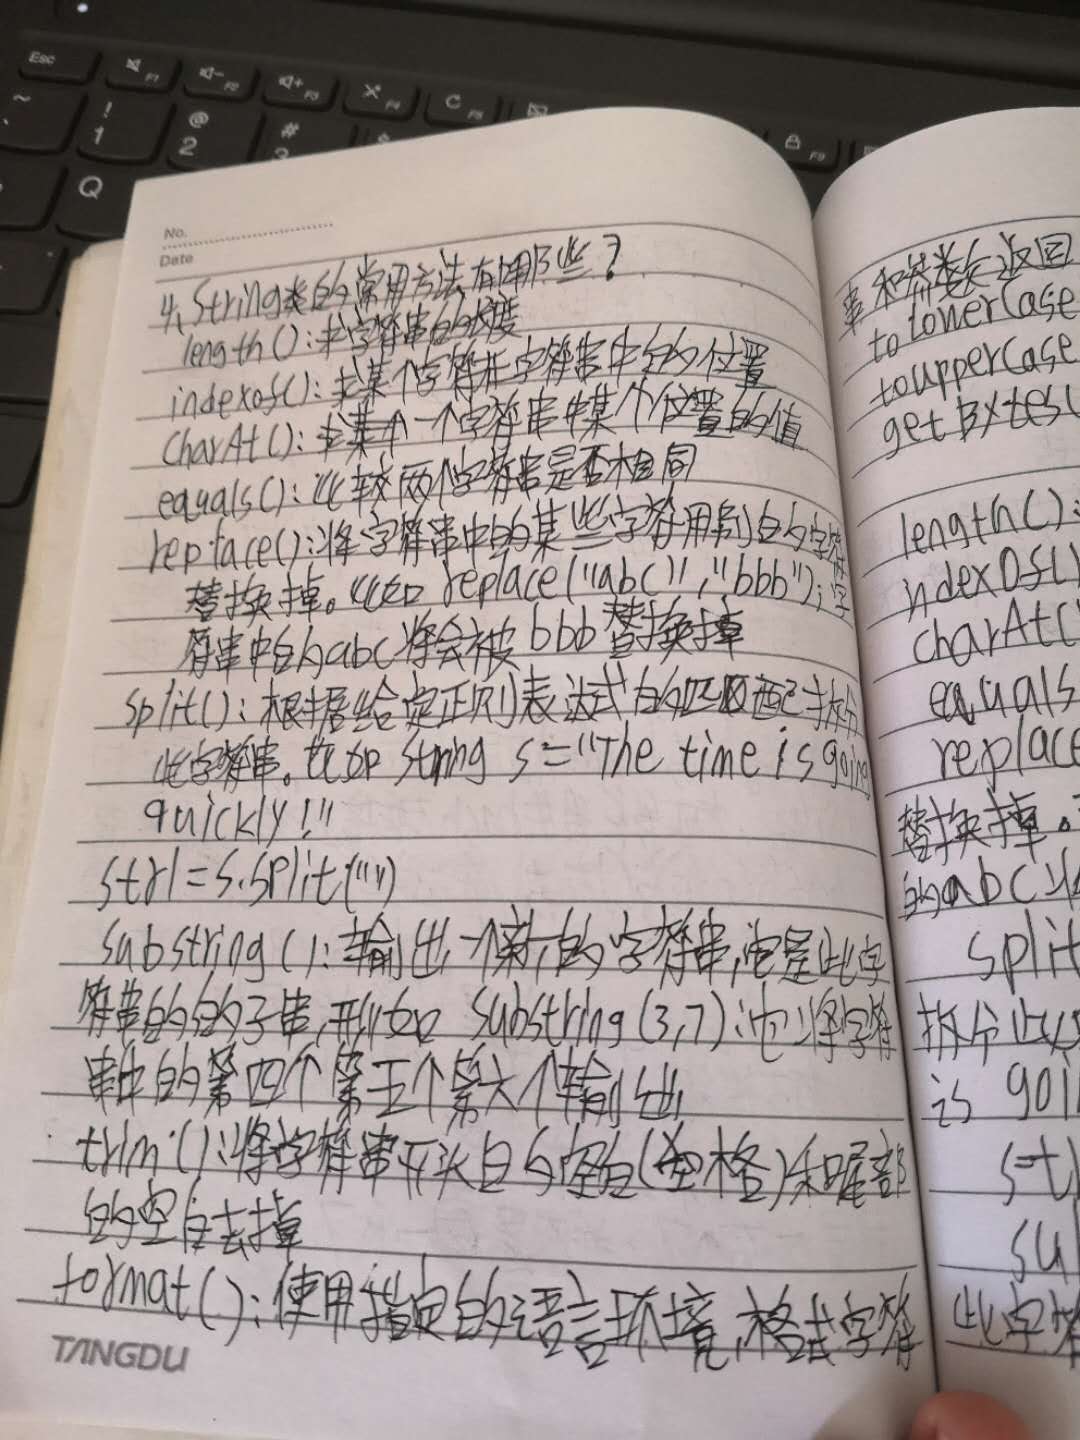 Esc
F1
F2
F3
F4
F5
F9
~
!
1
@
2
#
3
Q
No.
Date
4、String类的常用方法有哪些？
length()：求字符串的长度
indexOf()：求某个字符在字符串中的位置
CharAt()：求某个一个字符串中某个位置的值
equals()：比较两个字符串是否相同
replace()：将字符串中的某些字符用别的字符
替换掉。比如 replace("abc","bbb")；字
符串中的abc将会被bbb替换掉
split()：根据给定正则表达式的匹配拆分
此字符串。比如 string s="The time is going
quickly!"
str1=s.split("")
substring()：输出一个新的字符串，它是此字
符串的的子串，形如 substring(3,7)；它将字符
串中的第四个第五个第六个输出
trim()：将字符串开头的空白(空格)和尾部
的空白去掉
format()：使用指定的语言环境，格式字符
TANGDU
串和参数返回
toLowerCase
toupperCase
getBytes(
length()：
indexOf()
charAt(
equals
replace
替换掉。
的abc将
split
拆分此
is goi
st
su
此字符